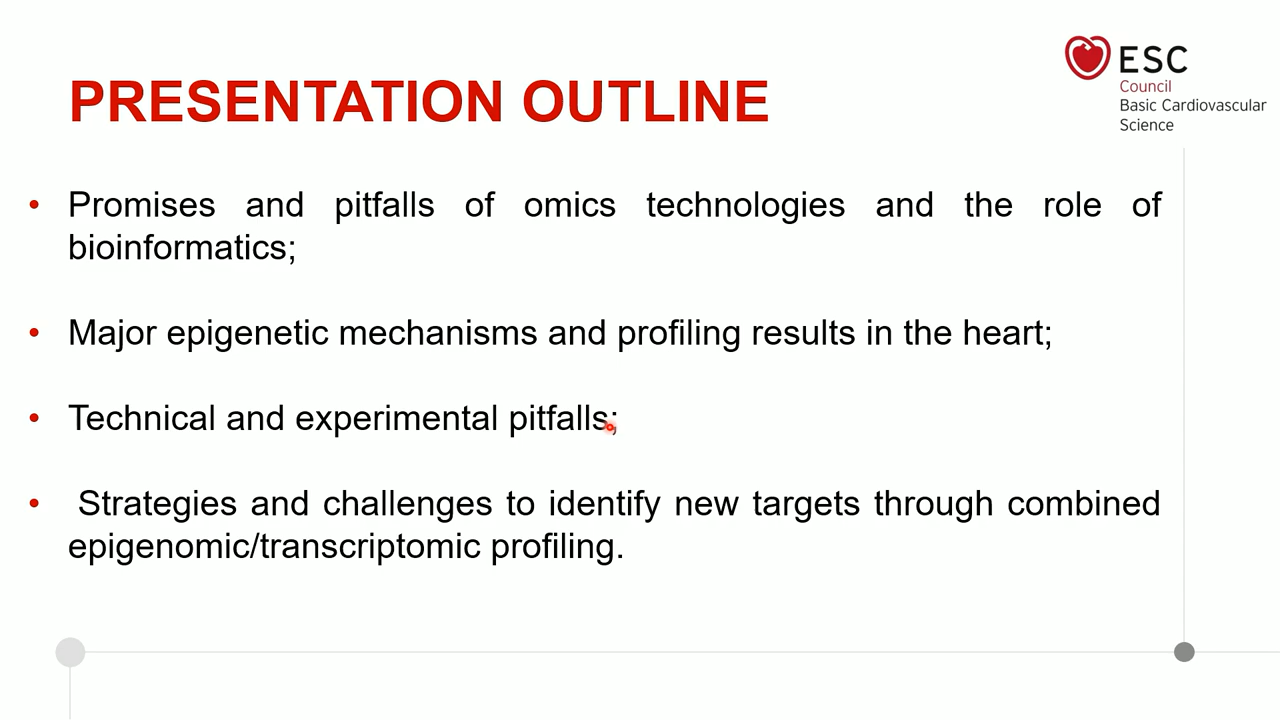 PRESENTATION OUTLINE
ESC
Council
Basic Cardiovascular
Science
• Promises and pitfalls of omics technologies and the role of
bioinformatics;
• Major epigenetic mechanisms and profiling results in the heart;
• Technical and experimental pitfalls;
• Strategies and challenges to identify new targets through combined
epigenomic/transcriptomic profiling.